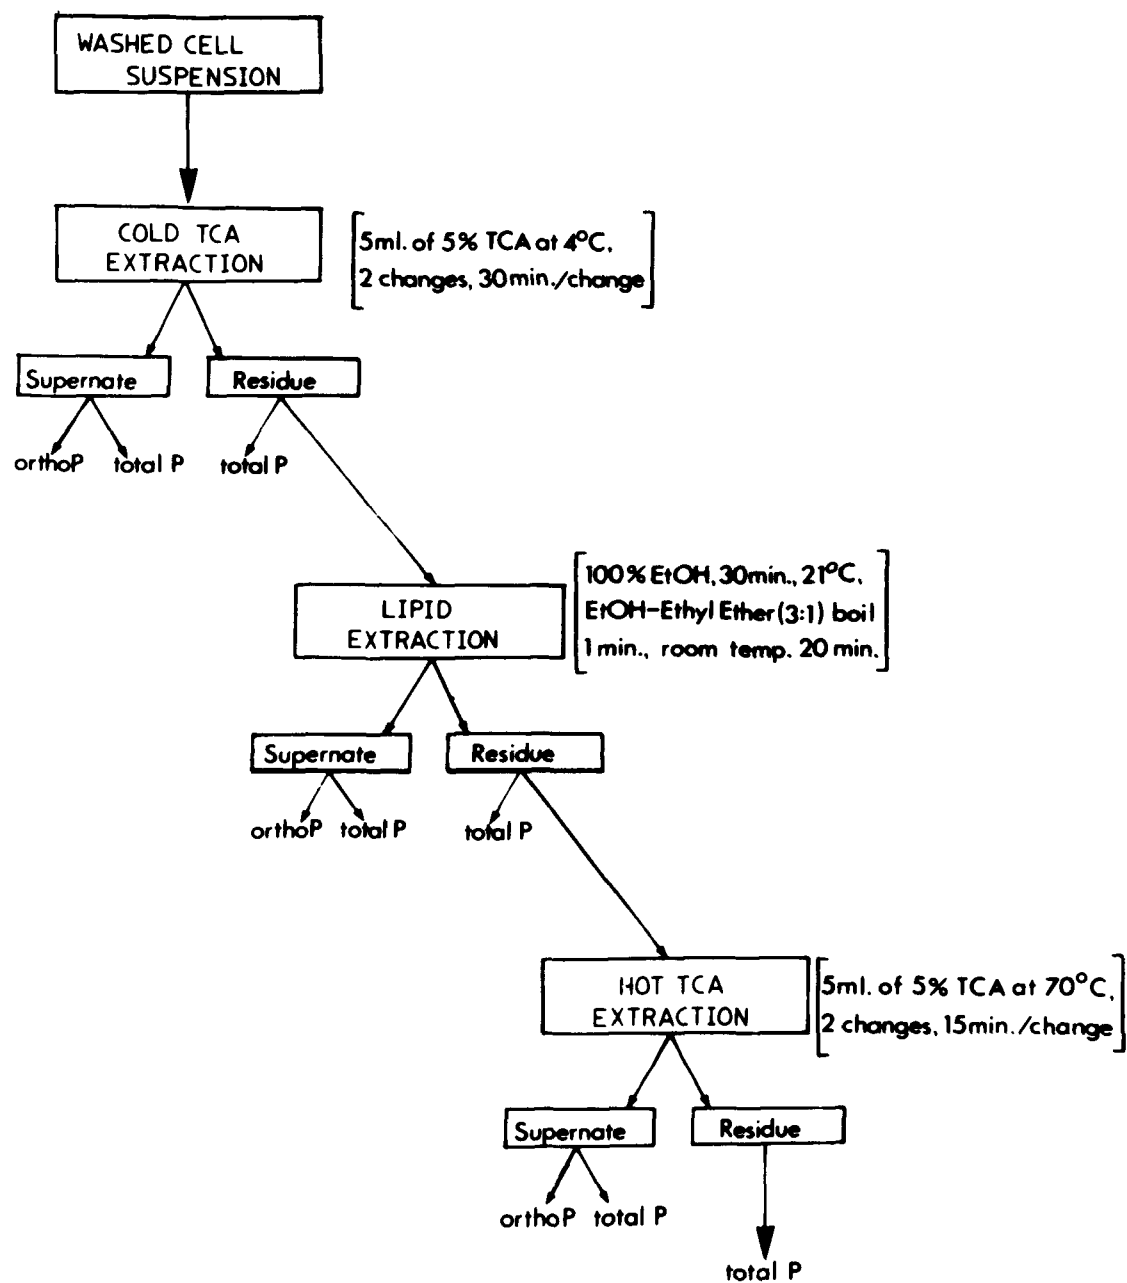 WASHED CELL
SUSPENSION
COLD TCA
EXTRACTION
5ml. of 5% TCA at 4°C,
2 changes, 30min./change
Supernate
Residue
orthoP
total P
total P
LIPID
EXTRACTION
100% EtOH, 30min., 21°C,
EtOH-Ethyl Ether (3:1) boil
1 min., room temp. 20 min.
Supernate
Residue
orthoP
total P
total P
HOT TCA
EXTRACTION
5ml. of 5% TCA at 70°C,
2 changes, 15min./change
Supernate
Residue
orthoP
total P
total P